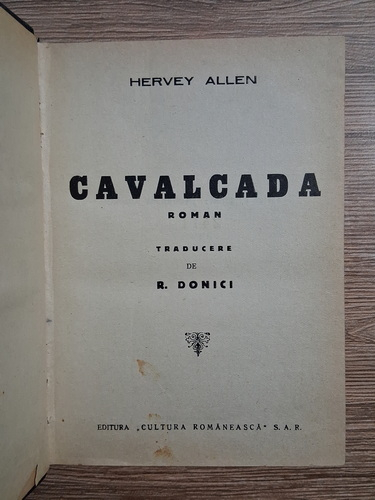 HERVEY ALLEN
CAVALCADA
ROMAN
TRADUCERE
DE
R. DONICI
EDITURA „CULTURA ROMÂNEASCĂ" S. A. R.